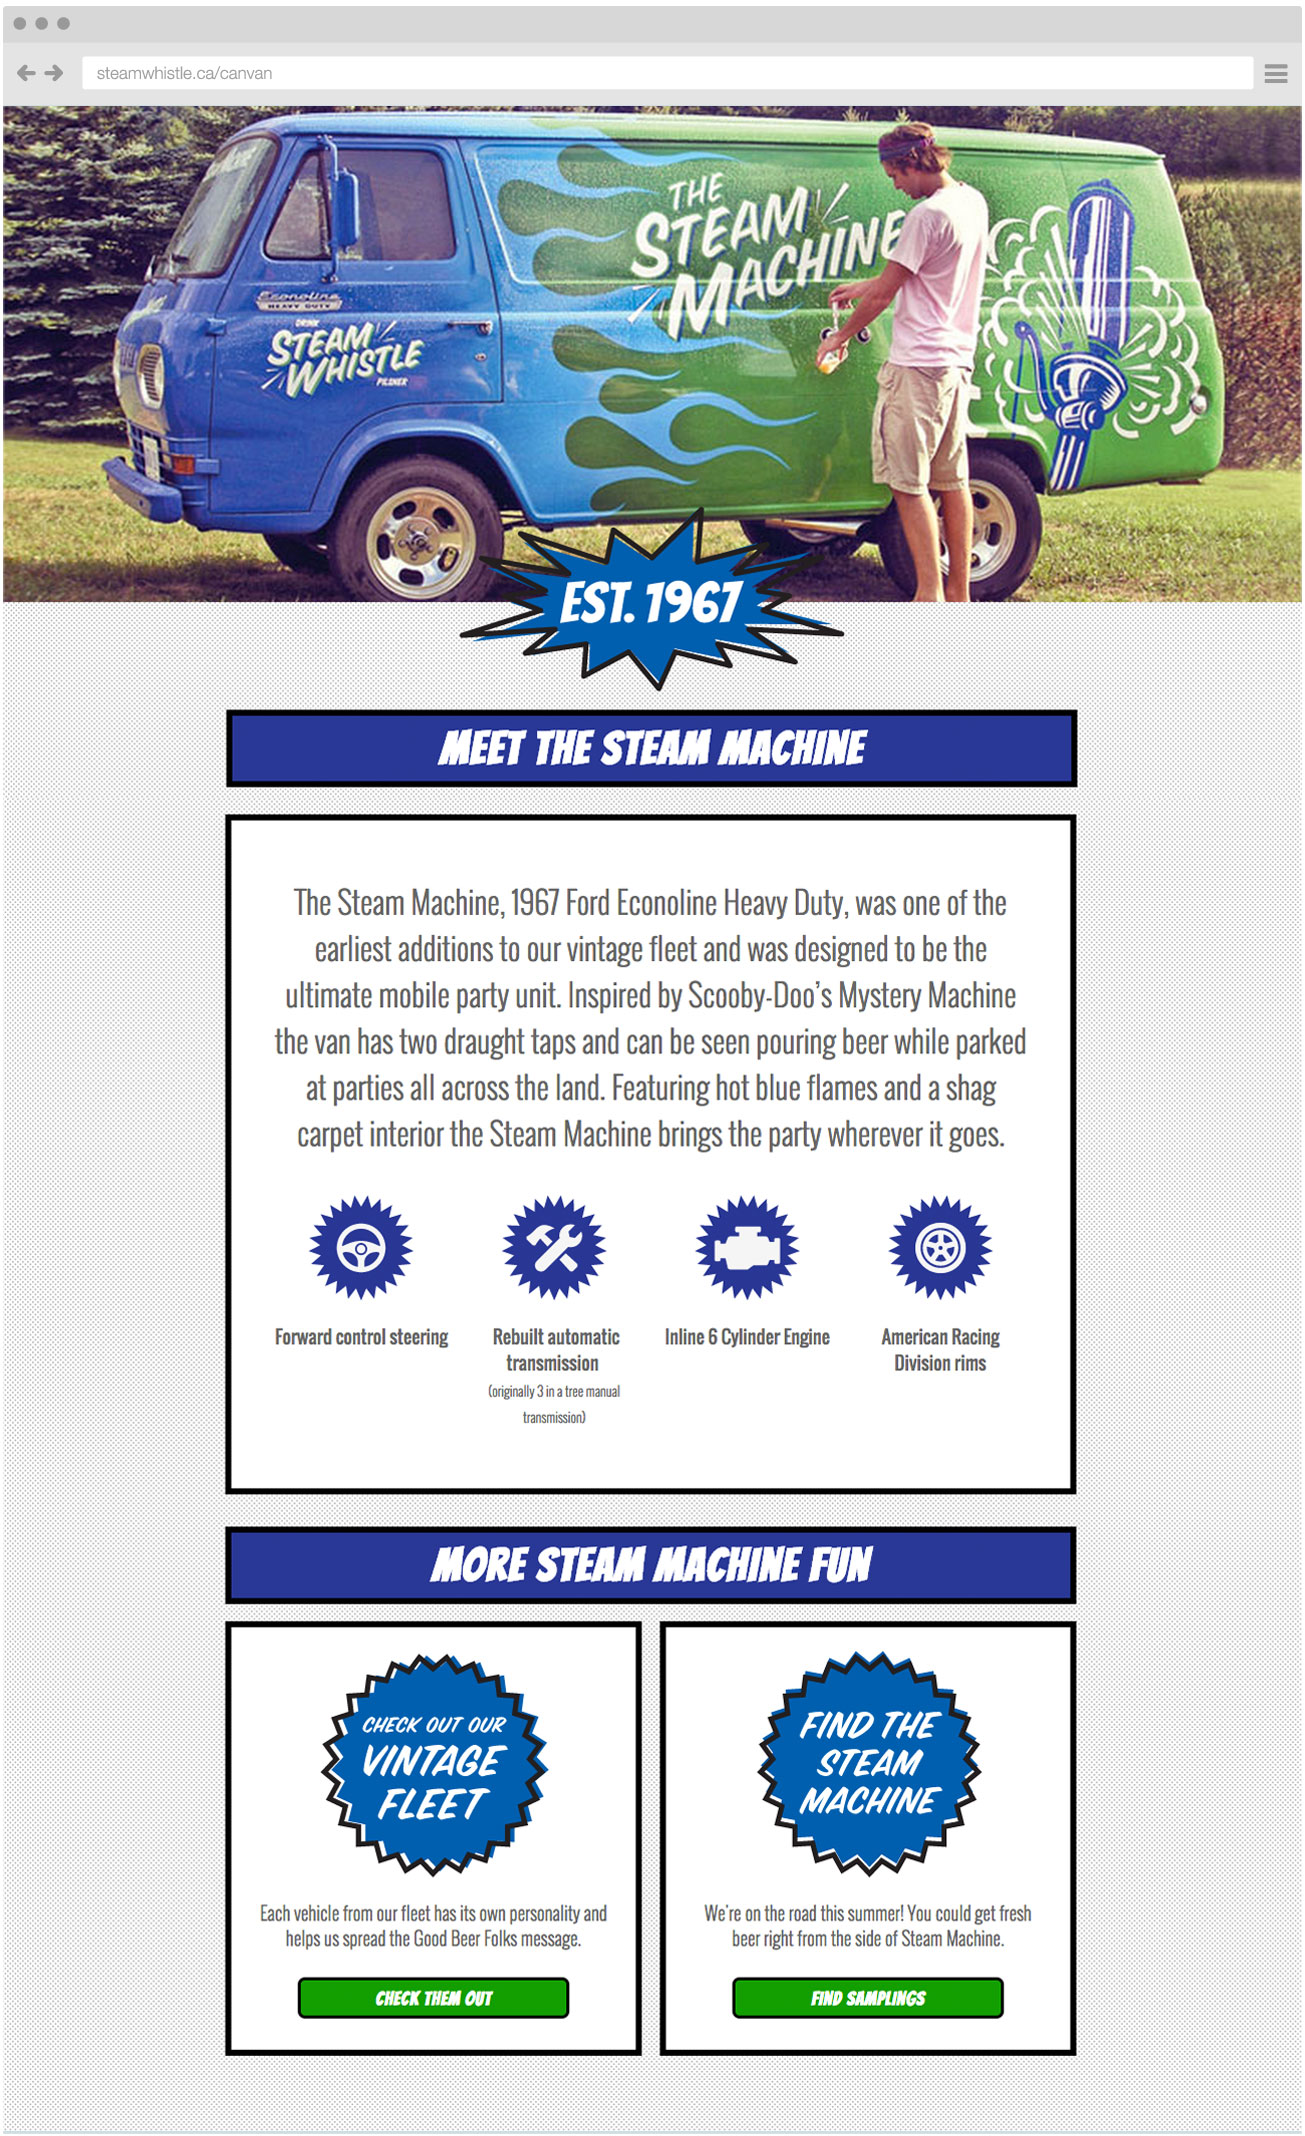 steamwhistle.ca/canvan
THE
STEAM
MACHINE
Econoline
HEAVY DUTY
DRINK
STEAM
WHISTLE
PILSNER
EST. 1967
MEET THE STEAM MACHINE
The Steam Machine, 1967 Ford Econoline Heavy Duty, was one of the
earliest additions to our vintage fleet and was designed to be the
ultimate mobile party unit. Inspired by Scooby-Doo’s Mystery Machine
the van has two draught taps and can be seen pouring beer while parked
at parties all across the land. Featuring hot blue flames and a shag
carpet interior the Steam Machine brings the party wherever it goes.
Forward control steering
Rebuilt automatic
transmission
(originally 3 in a tree manual
transmission)
Inline 6 Cylinder Engine
American Racing
Division rims
MORE STEAM MACHINE FUN
CHECK OUT OUR
VINTAGE
FLEET
Each vehicle from our fleet has its own personality and
helps us spread the Good Beer Folks message.
CHECK THEM OUT
FIND THE
STEAM
MACHINE
We're on the road this summer! You could get fresh
beer right from the side of Steam Machine.
FIND SAMPLINGS